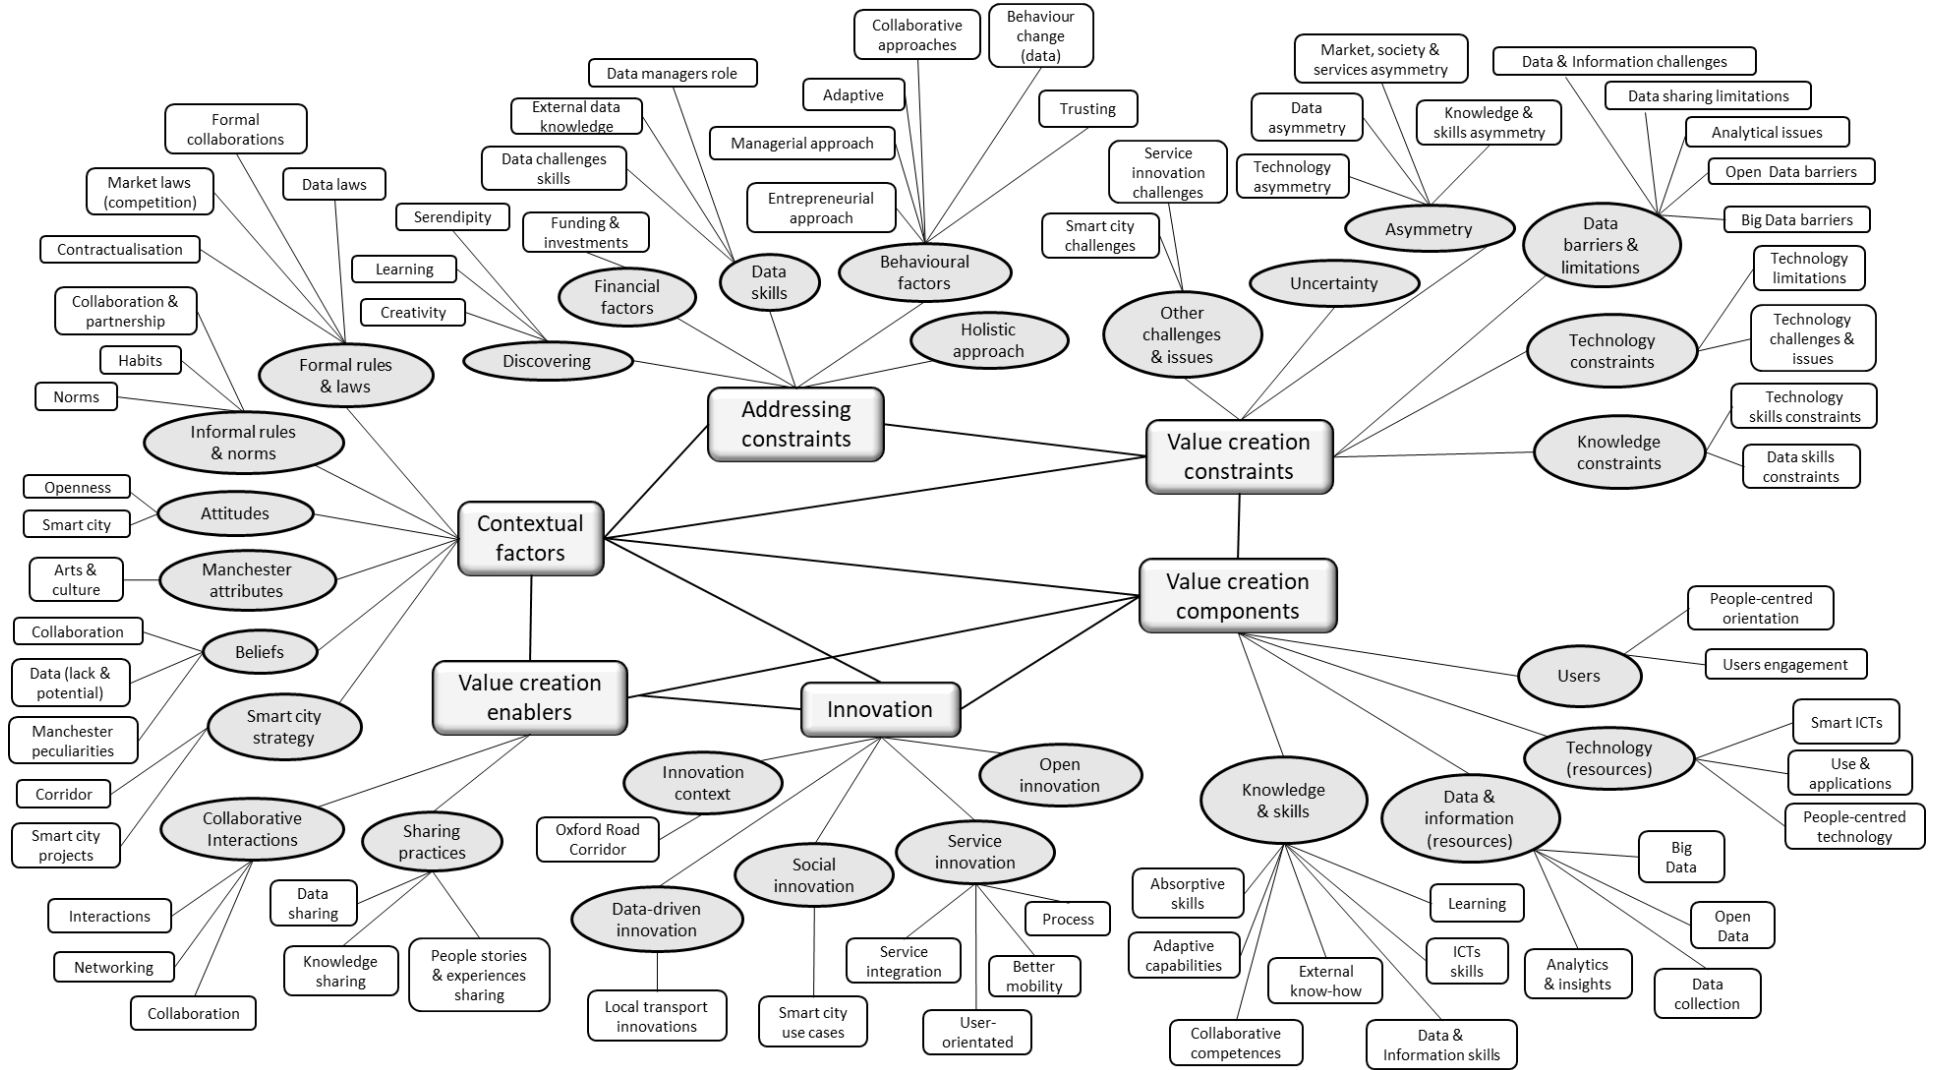 Collaborative
approaches
Behaviour
change
(data)
Market, society &
services asymmetry
Data & Information challenges
Data managers role
Adaptive
Trusting
Data sharing limitations
Formal
collaborations
External data
knowledge
Managerial approach
Data
asymmetry
Knowledge &
skills asymmetry
Analytical issues
Market laws
(competition)
Data laws
Data challenges
skills
Entrepreneurial
approach
Service
innovation
challenges
Technology
asymmetry
Open  Data barriers
Contractualisation
Serendipity
Funding &
investments
Smart city
challenges
Asymmetry
Data
barriers &
limitations
Big Data barriers
Learning
Financial
factors
Data
skills
Behavioural
factors
Uncertainty
Technology
limitations
Collaboration &
partnership
Creativity
Holistic
approach
Other
challenges
& issues
Technology
constraints
Technology
challenges &
issues
Habits
Formal rules
& laws
Discovering
Norms
Informal rules
& norms
Addressing
constraints
Value creation
constraints
Knowledge
constraints
Technology
skills constraints
Data skills
constraints
Openness
Smart city
Attitudes
Contextual
factors
Arts &
culture
Manchester
attributes
Value creation
components
People-centred
orientation
Collaboration
Beliefs
Data (lack &
potential)
Value creation
enablers
Innovation
Users
Users engagement
Manchester
peculiarities
Smart city
strategy
Smart ICTs
Corridor
Innovation
context
Open
innovation
Knowledge
& skills
Data &
information
(resources)
Technology
(resources)
Use &
applications
Smart city
projects
Collaborative
Interactions
Sharing
practices
Oxford Road
Corridor
Social
innovation
Service
innovation
People-centred
technology
Big
Data
Interactions
Data
sharing
Data-driven
innovation
Process
Absorptive
skills
Learning
Open
Data
Networking
Knowledge
sharing
People stories
& experiences
sharing
Service
integration
Better
mobility
Adaptive
capabilities
External
know-how
ICTs
skills
Analytics
& insights
Data
collection
Collaboration
Local transport
innovations
Smart city
use cases
User-
orientated
Collaborative
competences
Data &
Information skills